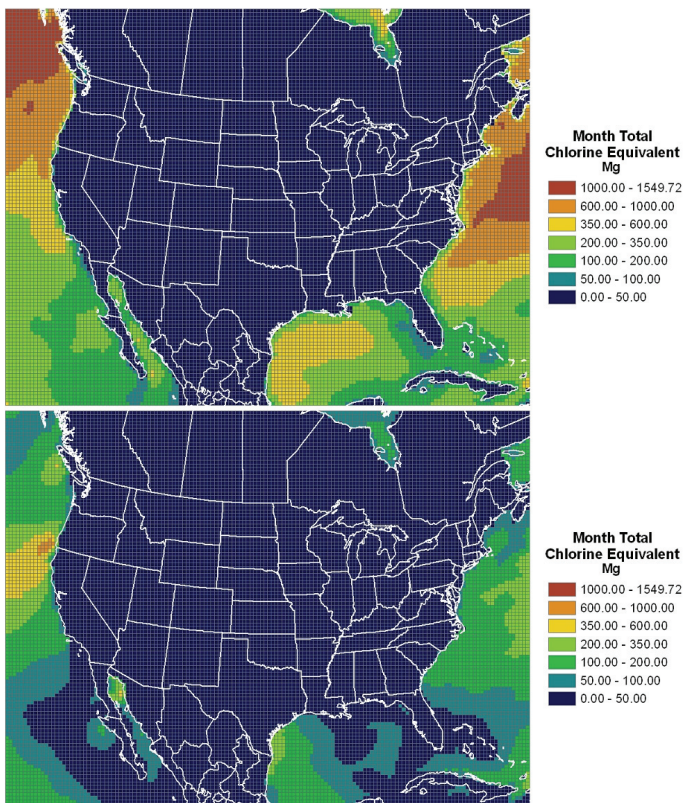 Month Total
Chlorine Equivalent
Mg
1000.00 - 1549.72
600.00 - 1000.00
350.00 - 600.00
200.00 - 350.00
100.00 - 200.00
50.00 - 100.00
0.00 - 50.00
Month Total
Chlorine Equivalent
Mg
1000.00 - 1549.72
600.00 - 1000.00
350.00 - 600.00
200.00 - 350.00
100.00 - 200.00
50.00 - 100.00
0.00 - 50.00